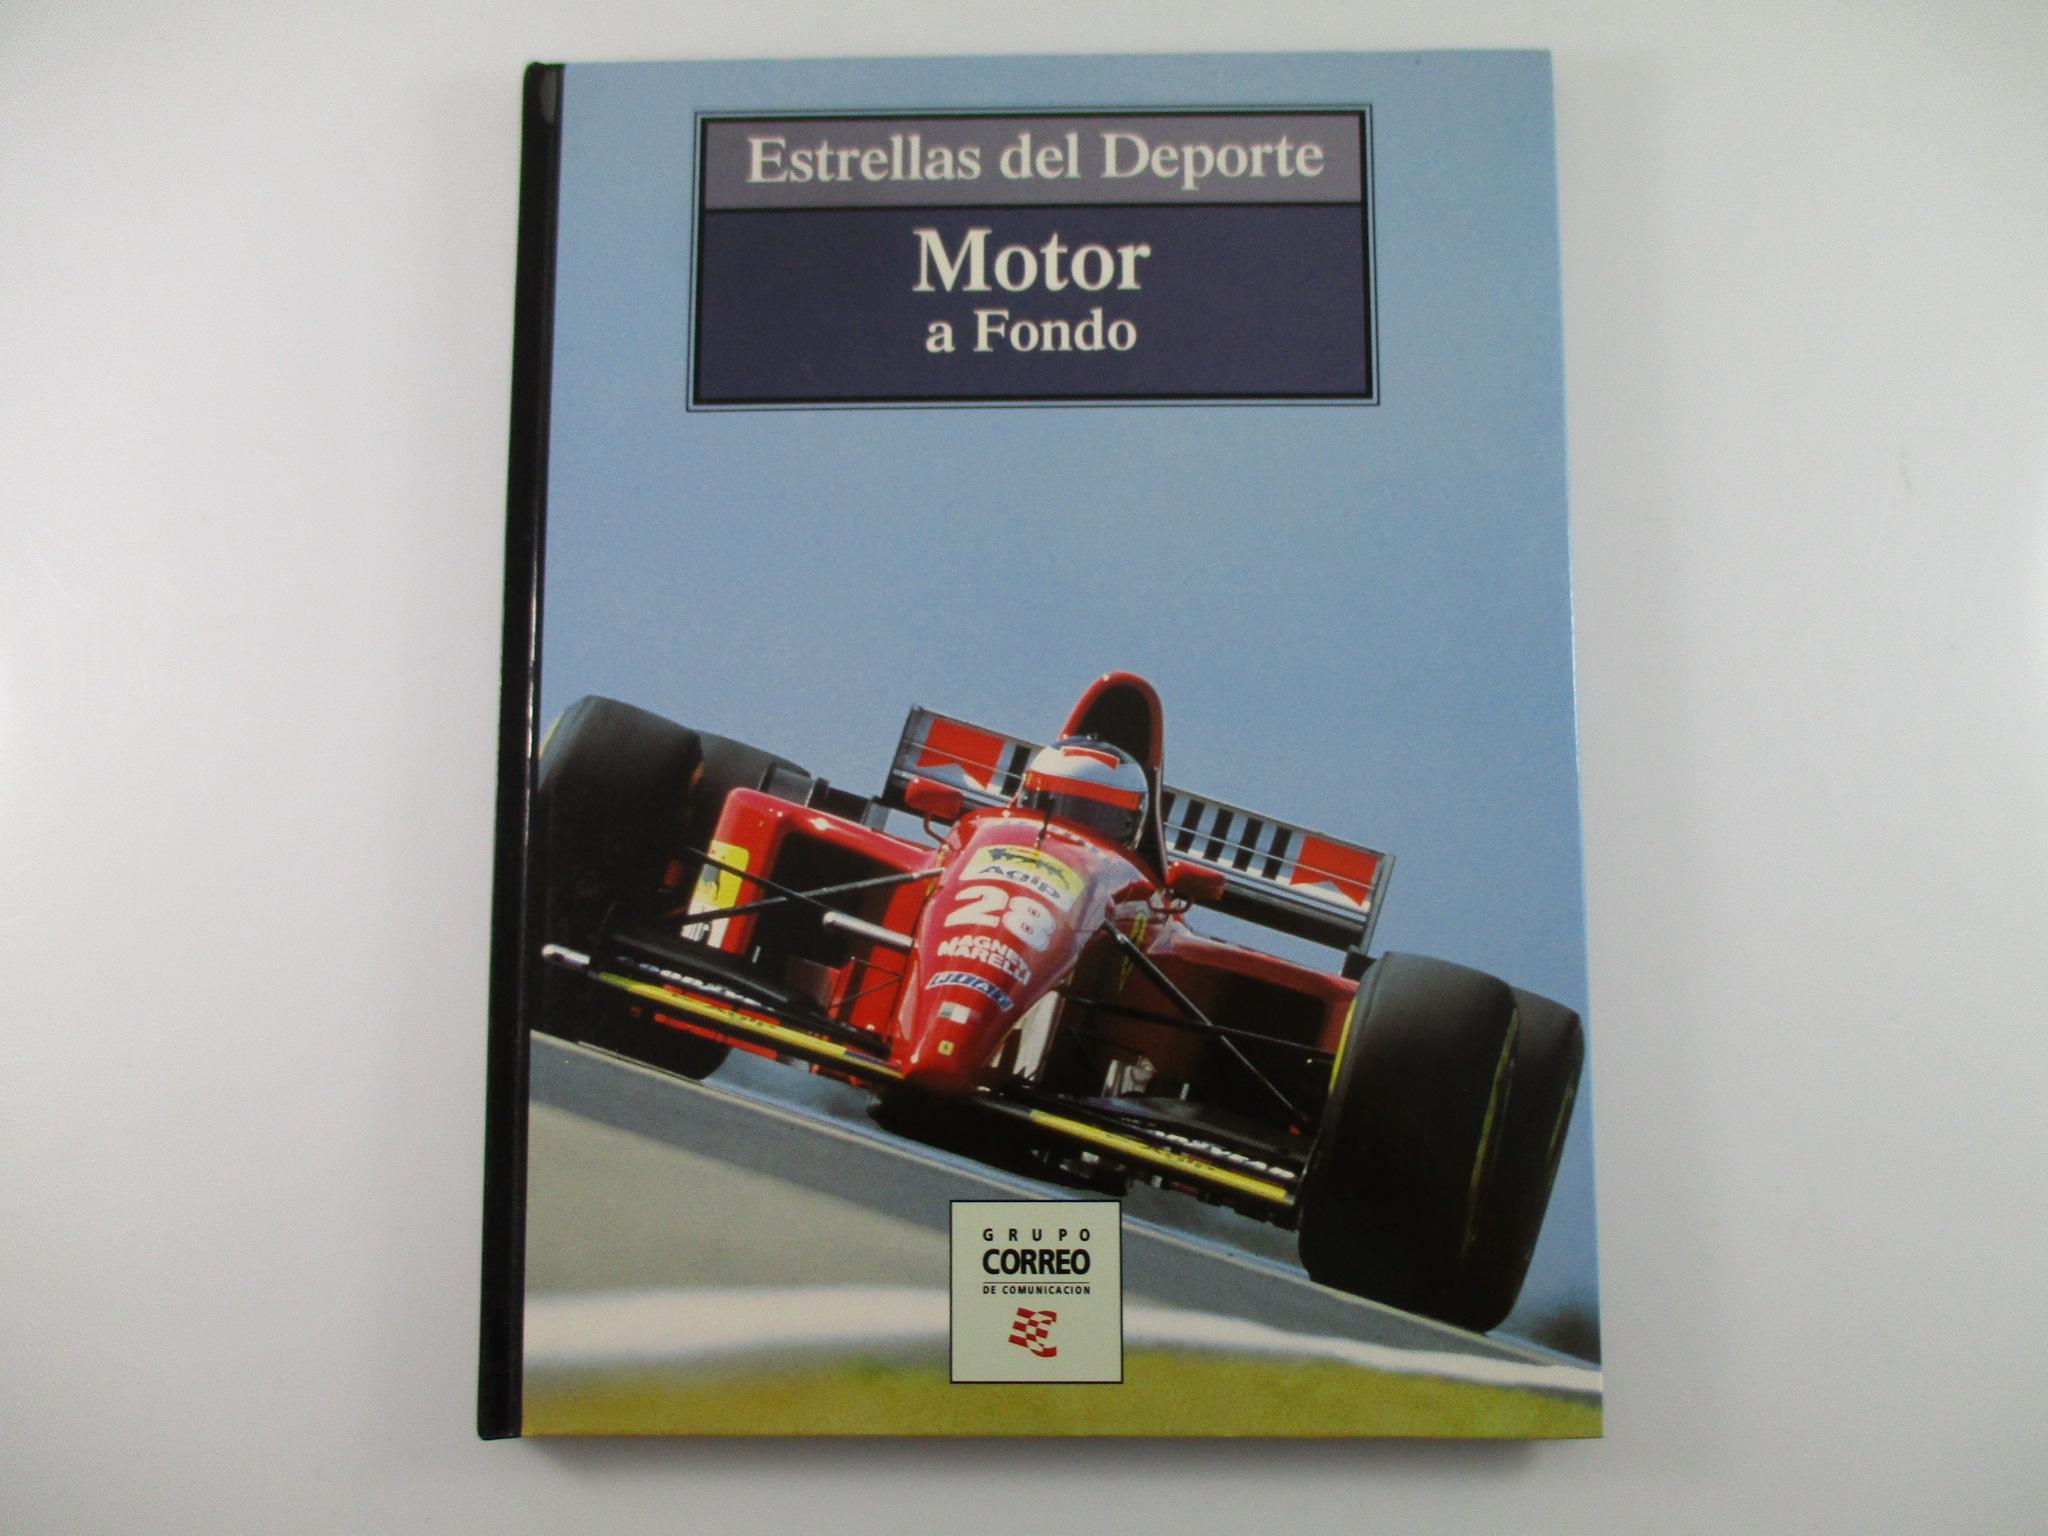 Estrellas del Deporte
Motor
a Fondo
Agip
28
MAGNETI
MARELLI
FIAT
GOODYEAR
GRUPO
CORREO
DE COMUNICACION